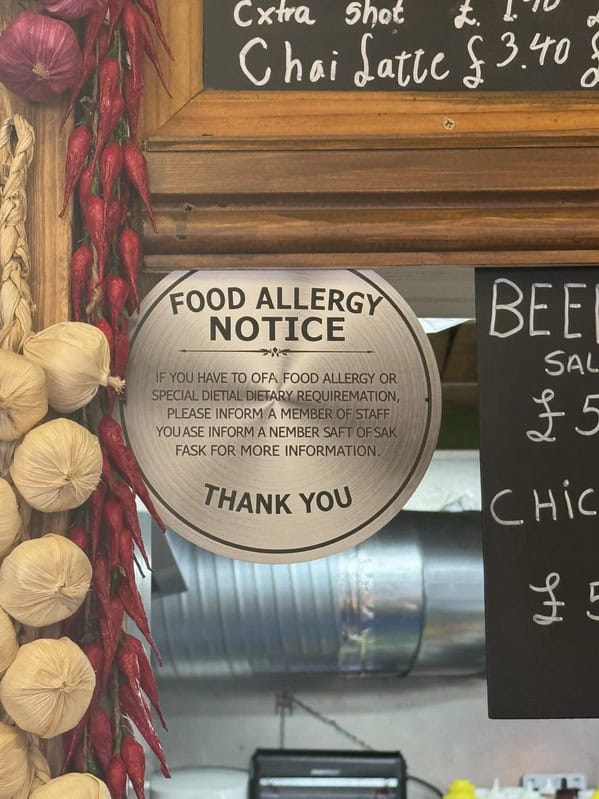 Extra shot £.
Chai Latte £3.40
FOOD ALLERGY
NOTICE
IF YOU HAVE TO OFA, FOOD ALLERGY OR
SPECIAL DIETIAL DIETARY REQUIREMATION,
PLEASE INFORM A MEMBER OF STAFF
YOUASE INFORM A NEMBER SAFT OF SAK
FASK FOR MORE INFORMATION.
THANK YOU
BEE
SAL
£5
CHIC
£5